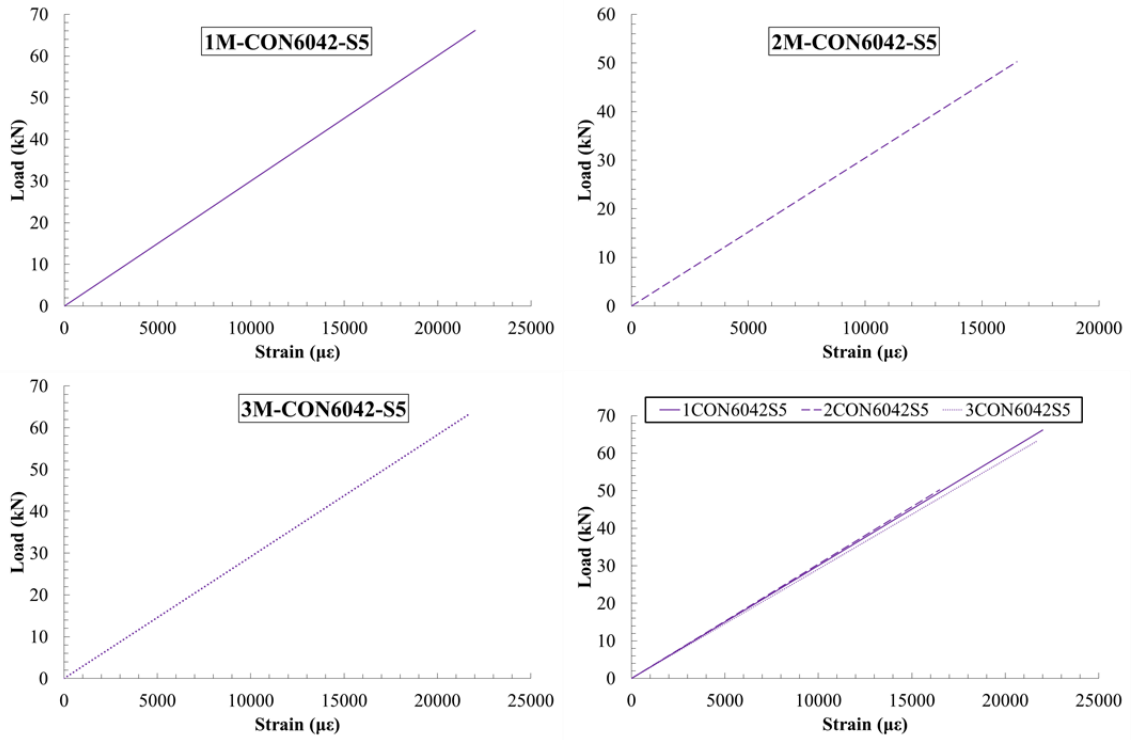 1M-CON6042-S5
Load (kN)
70
60
50
40
30
20
10
0
0 5000 10000 15000 20000 25000
Strain (με)
2M-CON6042-S5
Load (kN)
60
50
40
30
20
10
0
0 5000 10000 15000 20000
Strain (με)
3M-CON6042-S5
Load (kN)
70
60
50
40
30
20
10
0
0 5000 10000 15000 20000 25000
Strain (με)
1CON6042S5 2CON6042S5 3CON6042S5
Load (kN)
70
60
50
40
30
20
10
0
0 5000 10000 15000 20000 25000
Strain (με)